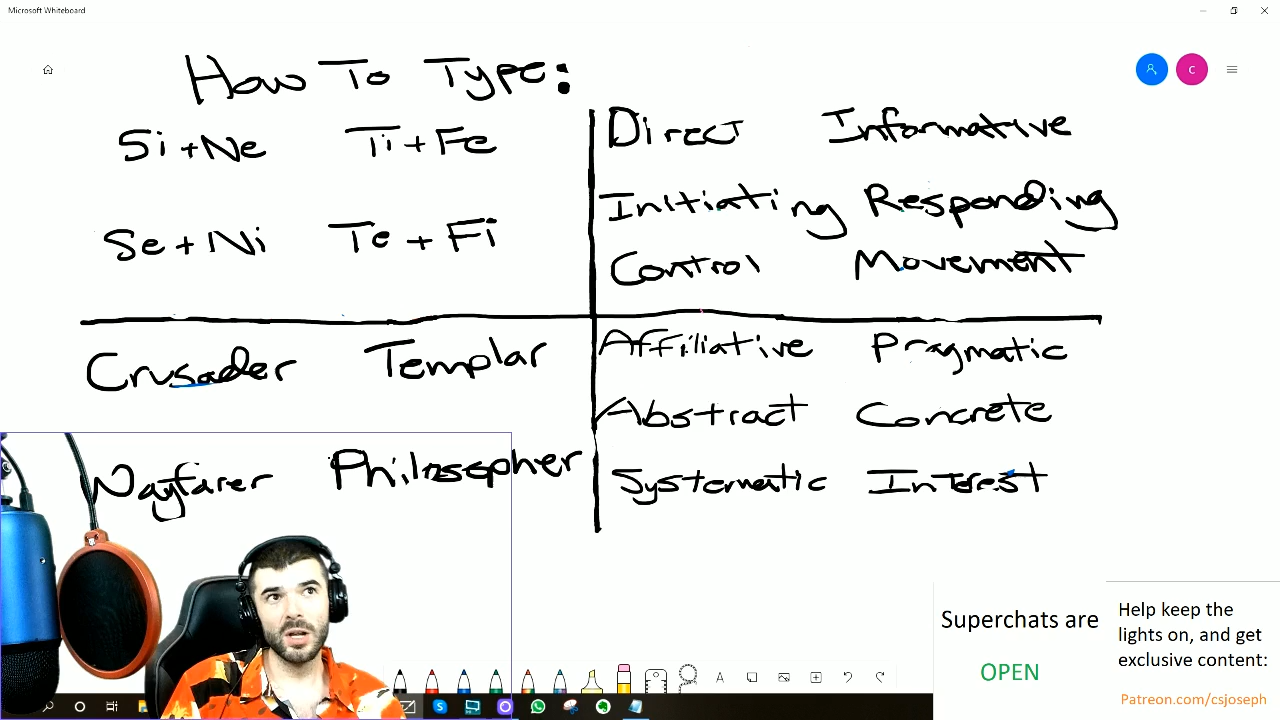 Microsoft Whiteboard
How To Type:
Si + Ne Ti + Fe
Se + Ni Te + Fi
Direct Informative
Initiating Responding
Control Movement
Crusader Templar
Wayfarer Philosopher
Affiliative Pragmatic
Abstract Concrete
Systematic Interest
C
A
Superchats are
OPEN
Help keep the
lights on, and get
exclusive content:
Patreon.com/csjoseph